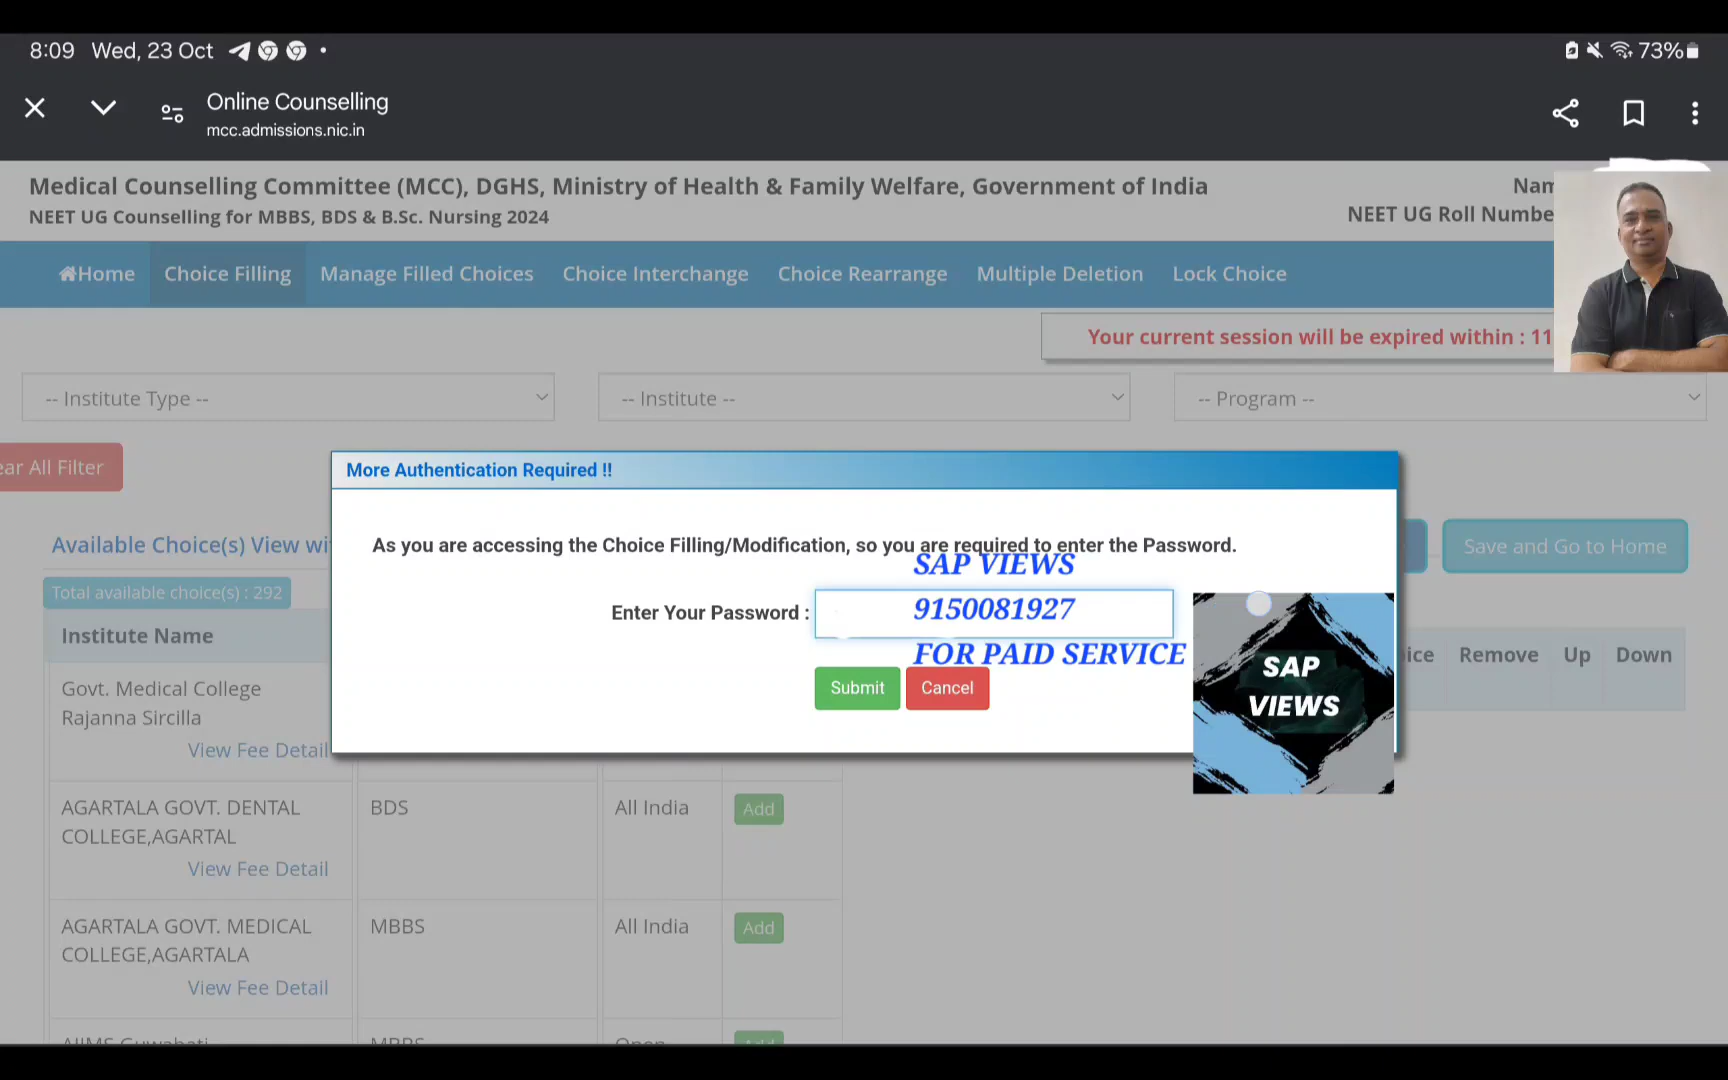 8:09 Wed, 23 Oct
73%
Online Counselling
mcc.admissions.nic.in
Medical Counselling Committee (MCC), DGHS, Ministry of Health & Family Welfare, Government of India
Nam
NEET UG Counselling for MBBS, BDS & B.Sc. Nursing 2024
NEET UG Roll Numbe
Home Choice Filling Manage Filled Choices Choice Interchange Choice Rearrange Multiple Deletion Lock Choice
Your current session will be expired within : 11
-- Institute Type -- -- Institute -- -- Program --
ear All Filter
More Authentication Required !!
As you are accessing the Choice Filling/Modification, so you are required to enter the Password.
SAP VIEWS
Enter Your Password : 9150081927
FOR PAID SERVICE
Submit Cancel
SAP
VIEWS
Available Choice(s) View wi
Save and Go to Home
Total available choice(s) : 292
Institute Name
oice Remove Up Down
Govt. Medical College
Rajanna Sircilla
View Fee Detail
AGARTALA GOVT. DENTAL
COLLEGE,AGARTAL
BDS All India Add
View Fee Detail
AGARTALA GOVT. MEDICAL
COLLEGE,AGARTALA
MBBS All India Add
View Fee Detail